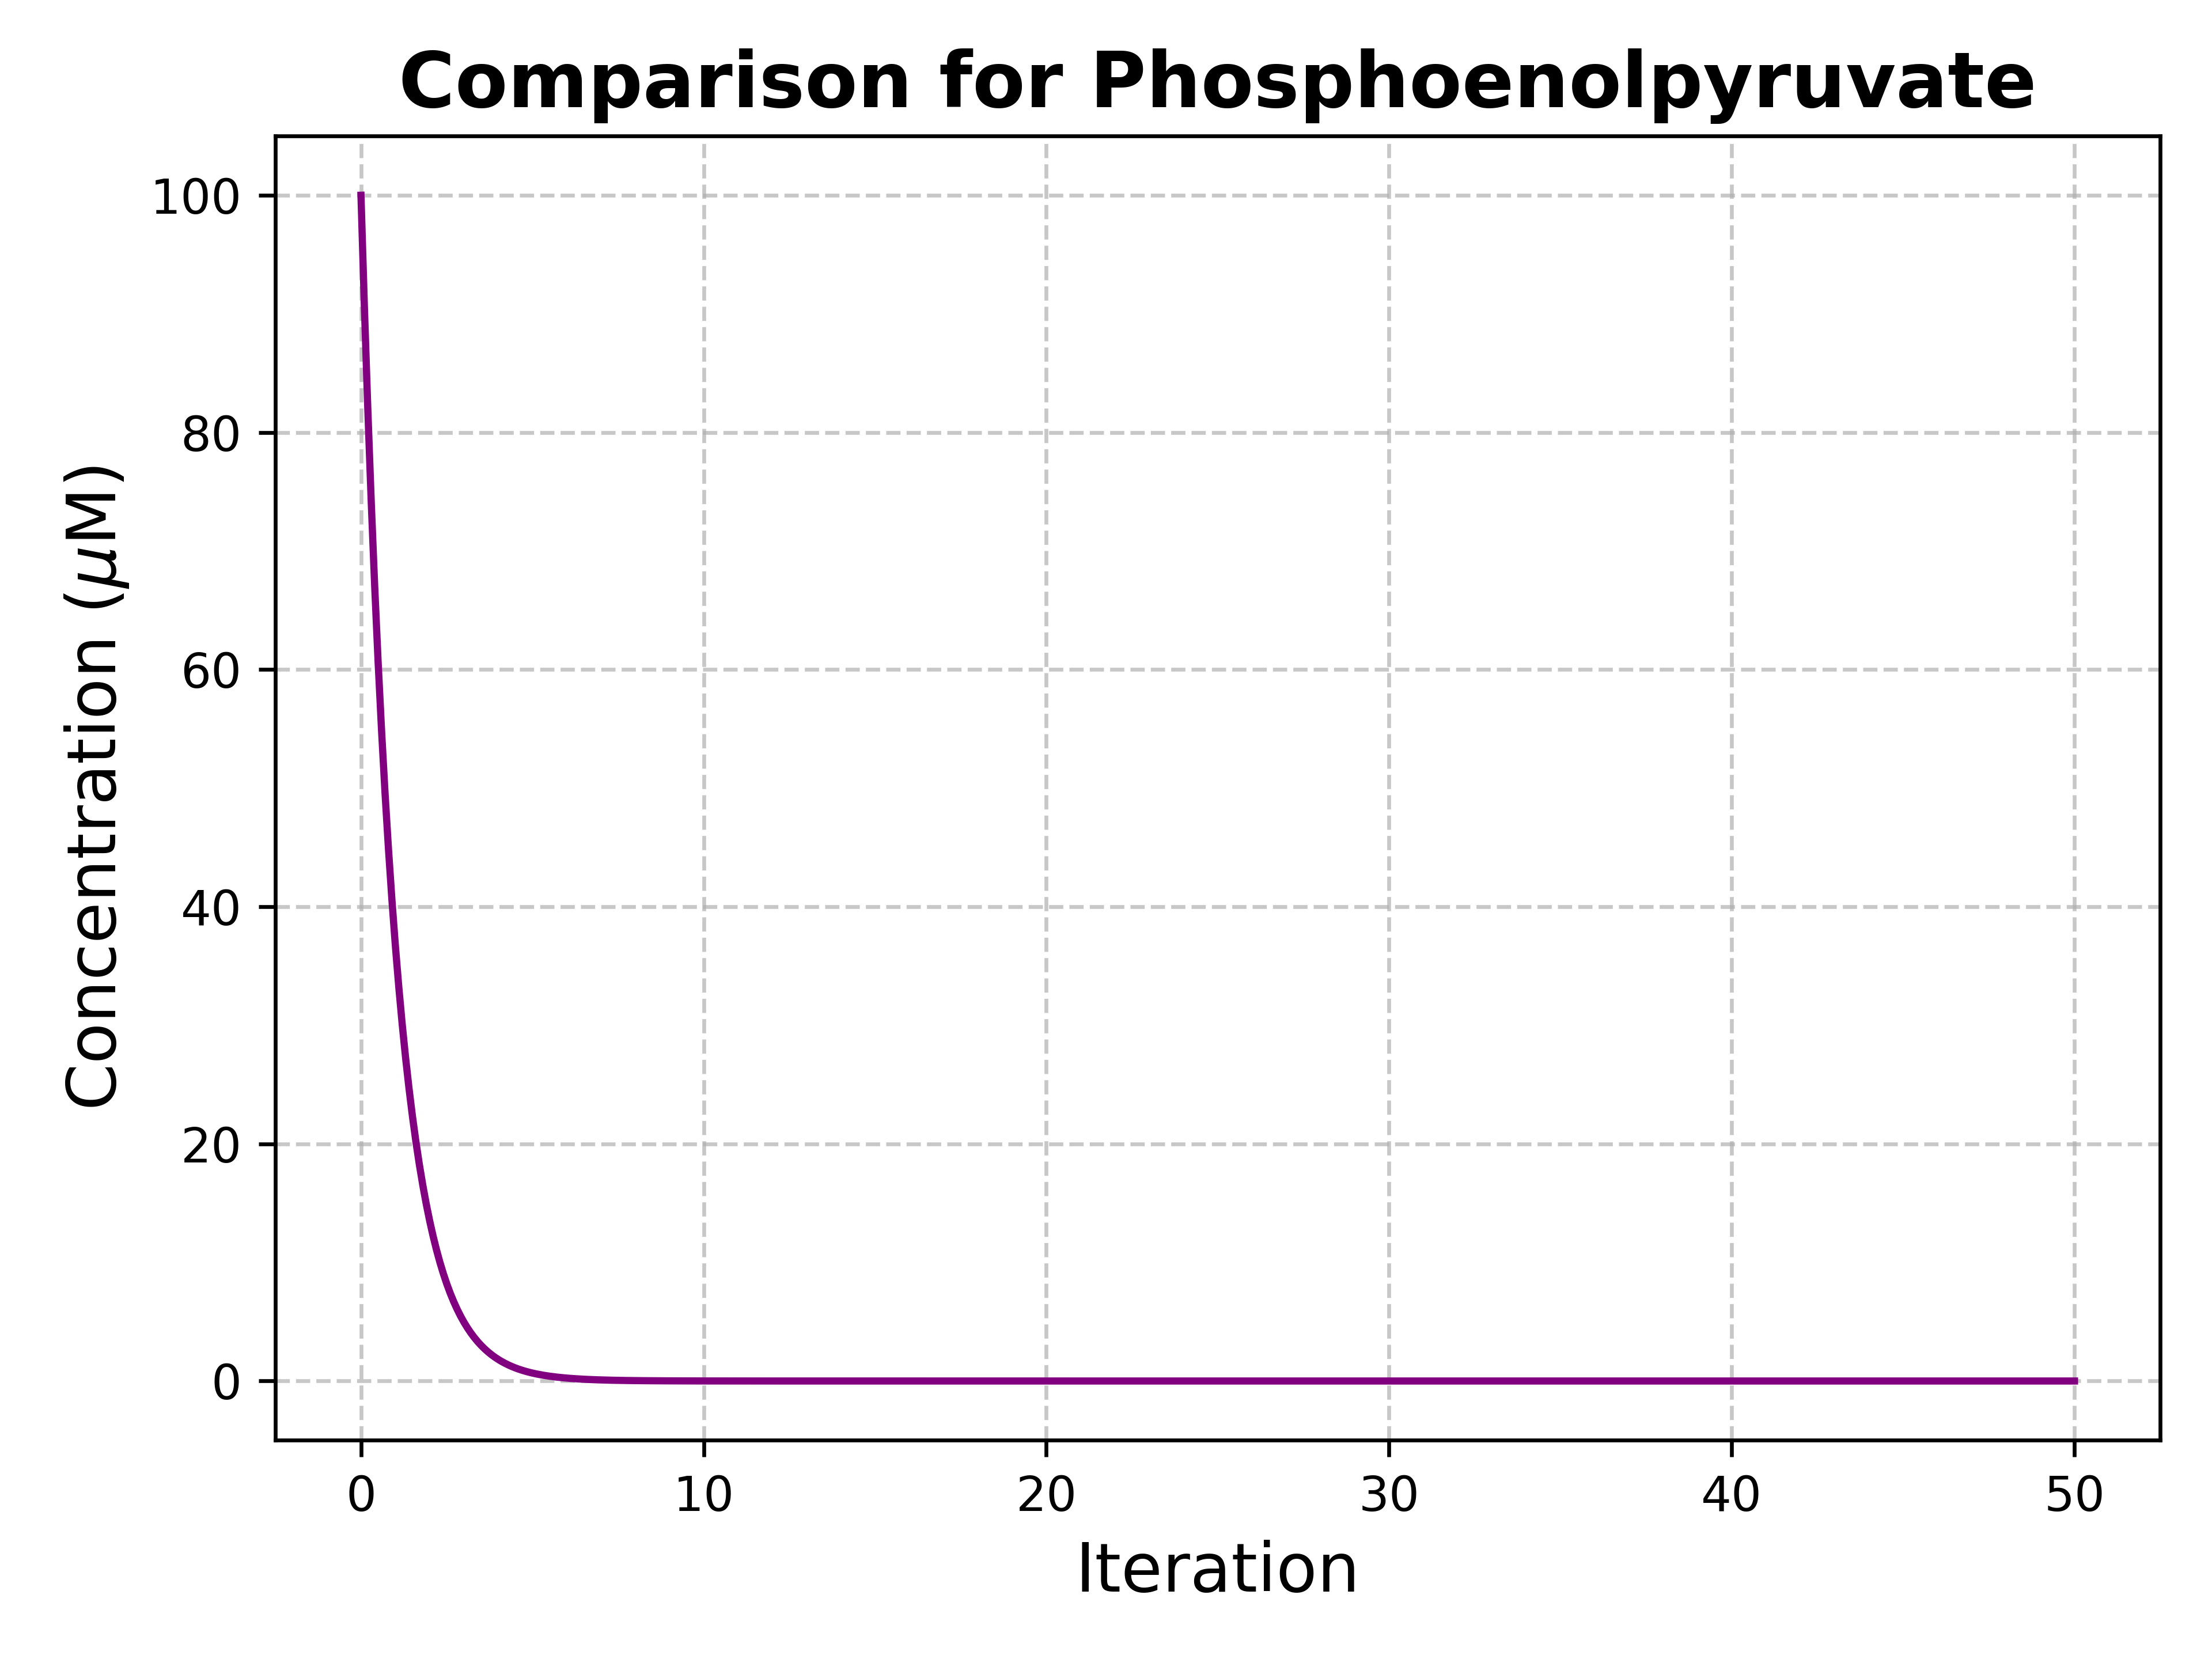 Comparison for Phosphoenolpyruvate
Concentration (μM)
100
80
60
40
20
0
0 10 20 30 40 50
Iteration